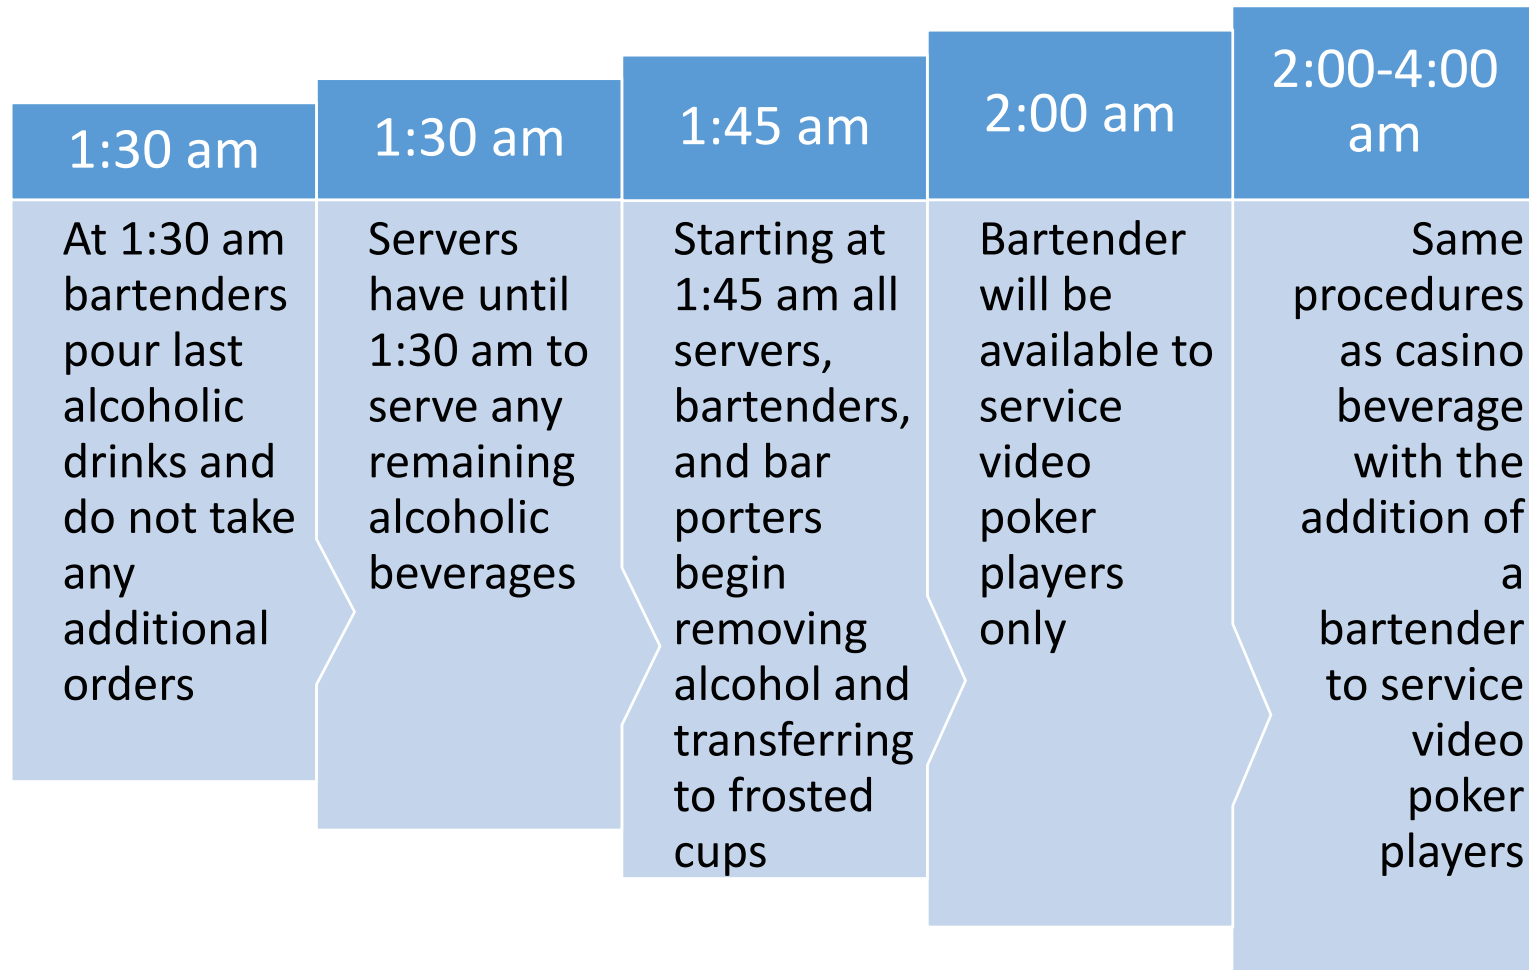 1:30 am
At 1:30 am
bartenders
pour last
alcoholic
drinks and
do not take
any
additional
orders
1:30 am
Servers
have until
1:30 am to
serve any
remaining
alcoholic
beverages
1:45 am
Starting at
1:45 am all
servers,
bartenders,
and bar
porters
begin
removing
alcohol and
transferring
to frosted
cups
2:00 am
Bartender
will be
available to
service
video
poker
players
only
2:00-4:00
am
Same
procedures
as casino
beverage
with the
addition of
a
bartender
to service
video
poker
players